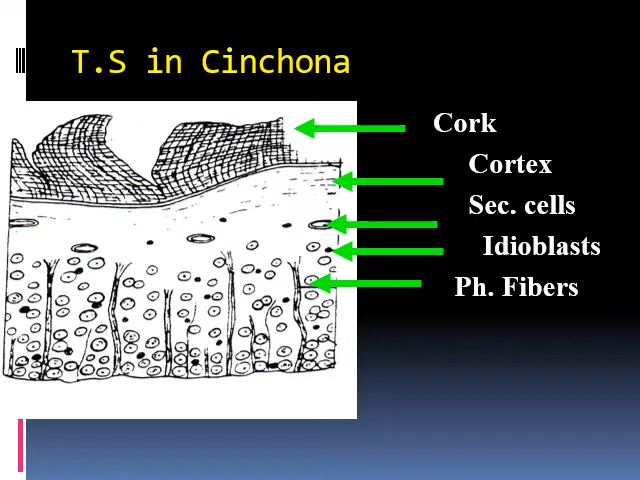 T.S in Cinchona
Cork
Cortex
Sec. cells
Idioblasts
Ph. Fibers